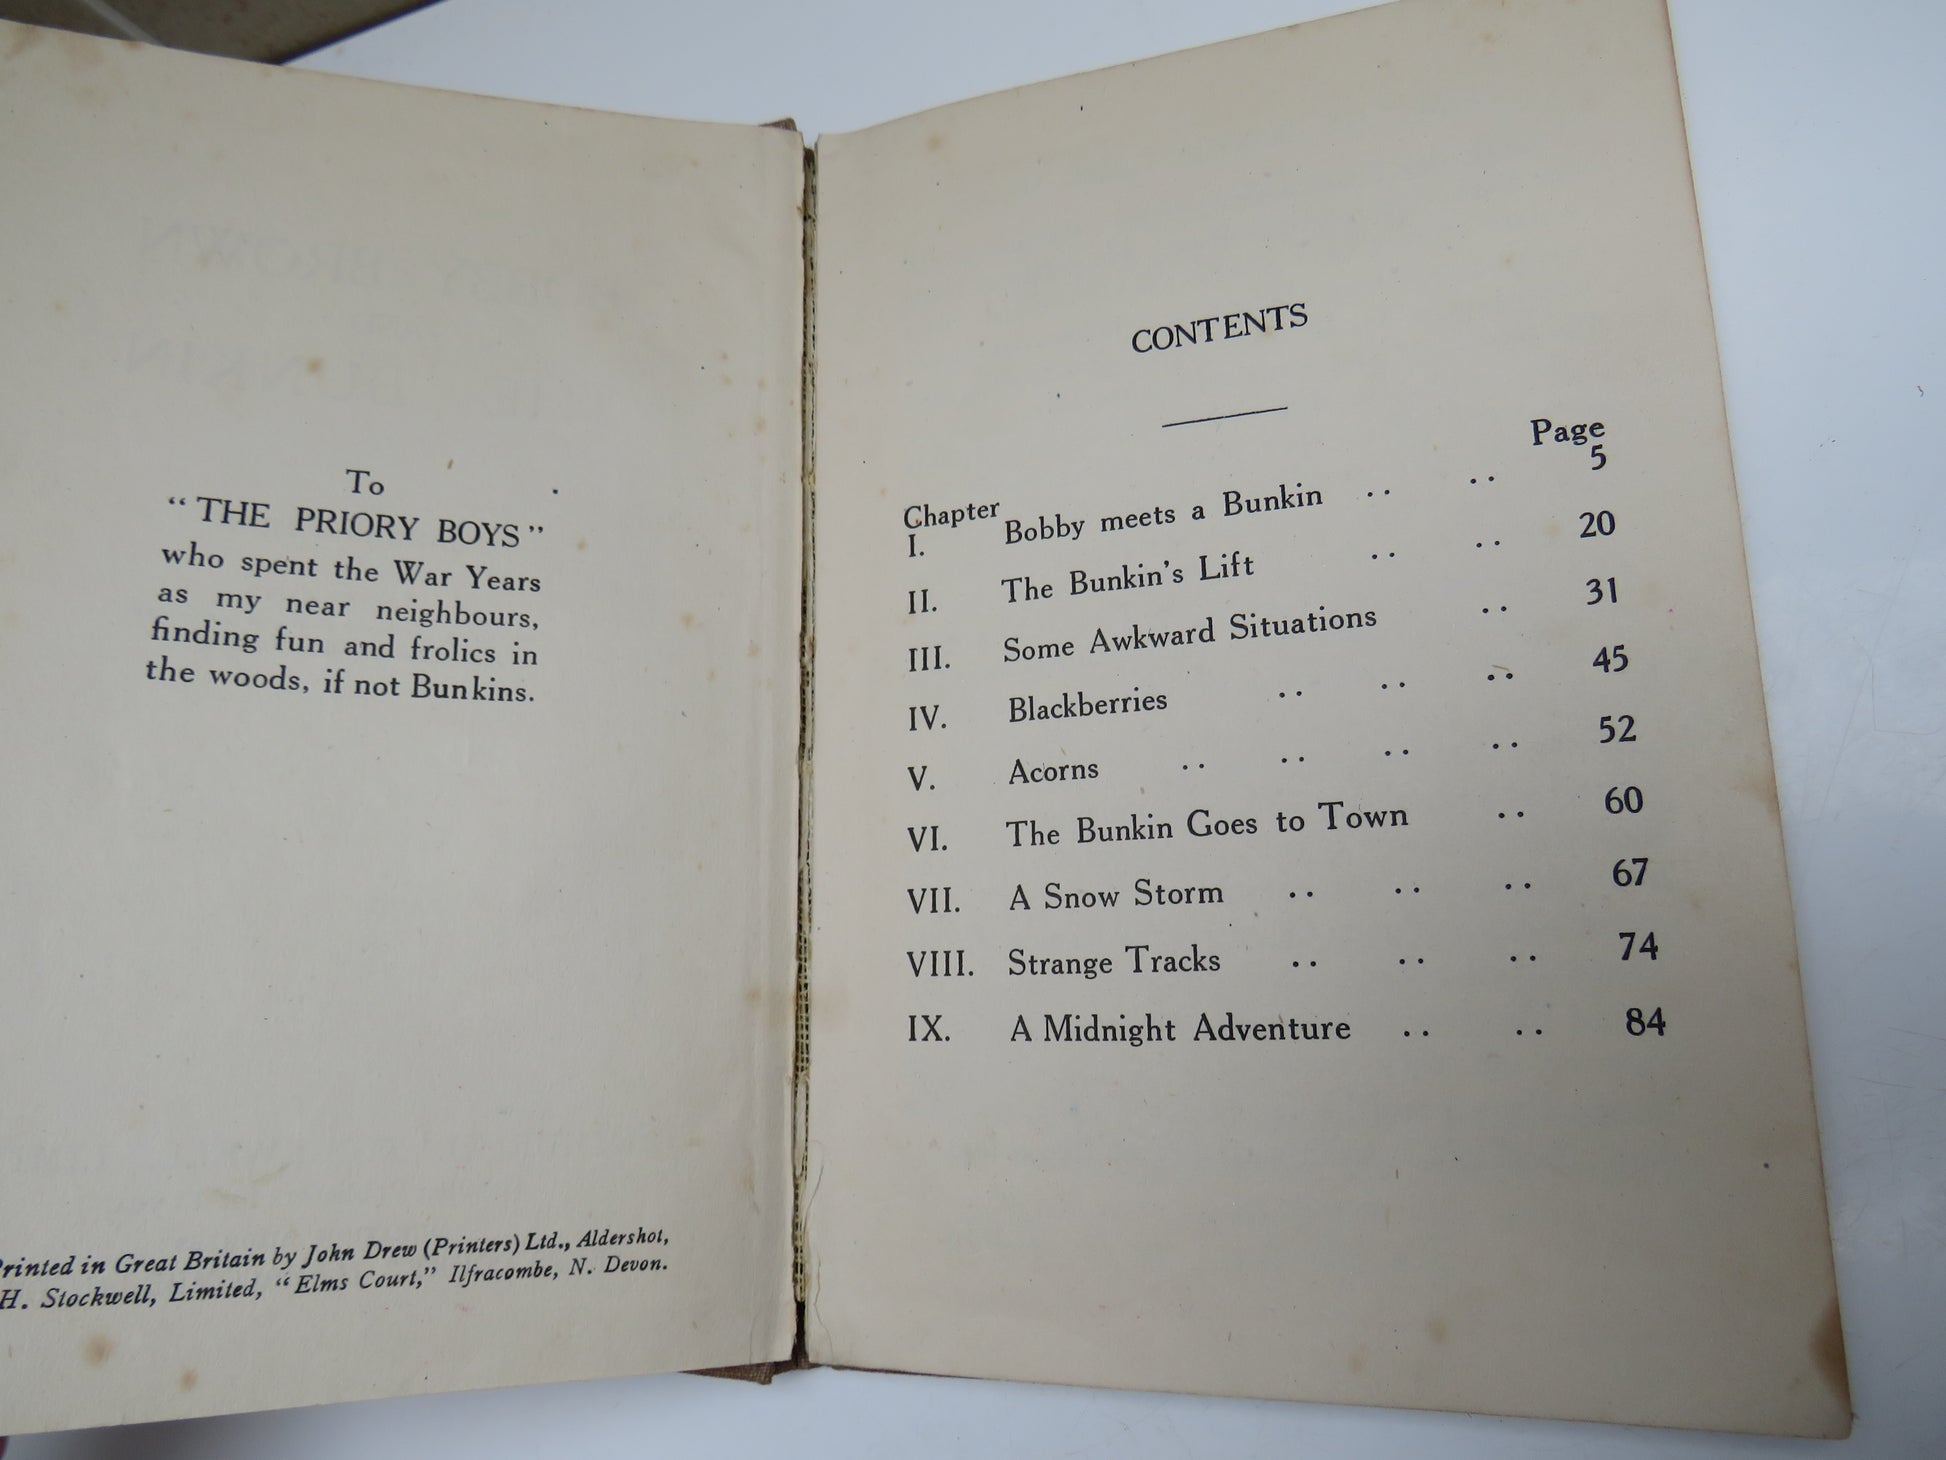 To
“THE PRIORY BOYS”
who spent the War Years
as my near neighbours,
finding fun and frolics in
the woods, if not Bunkins.
Printed in Great Britain by John Drew (Printers) Ltd., Aldershot,
H. Stockwell, Limited, “Elms Court,” Ilfracombe, N. Devon.
CONTENTS
Chapter Page
I. Bobby meets a Bunkin .. .. 5
II. The Bunkin’s Lift .. .. 20
III. Some Awkward Situations .. 31
IV. Blackberries .. .. .. 45
V. Acorns .. .. .. .. 52
VI. The Bunkin Goes to Town .. 60
VII. A Snow Storm .. .. .. 67
VIII. Strange Tracks .. .. .. 74
IX. A Midnight Adventure .. .. 84